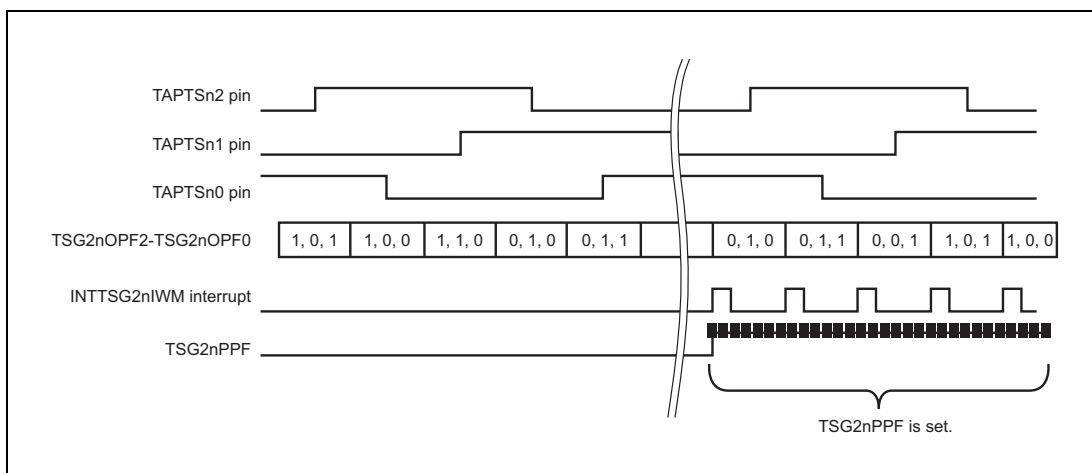 TAPTSn2 pin
TAPTSn1 pin
TAPTSn0 pin
TSG2nOPF2-TSG2nOPF0 1, 0, 1 1, 0, 0 1, 1, 0 0, 1, 0 0, 1, 1 0, 1, 0 0, 1, 1 0, 0, 1 1, 0, 1 1, 0, 0
INTTSG2nIWM interrupt
TSG2nPPF
TSG2nPPF is set.